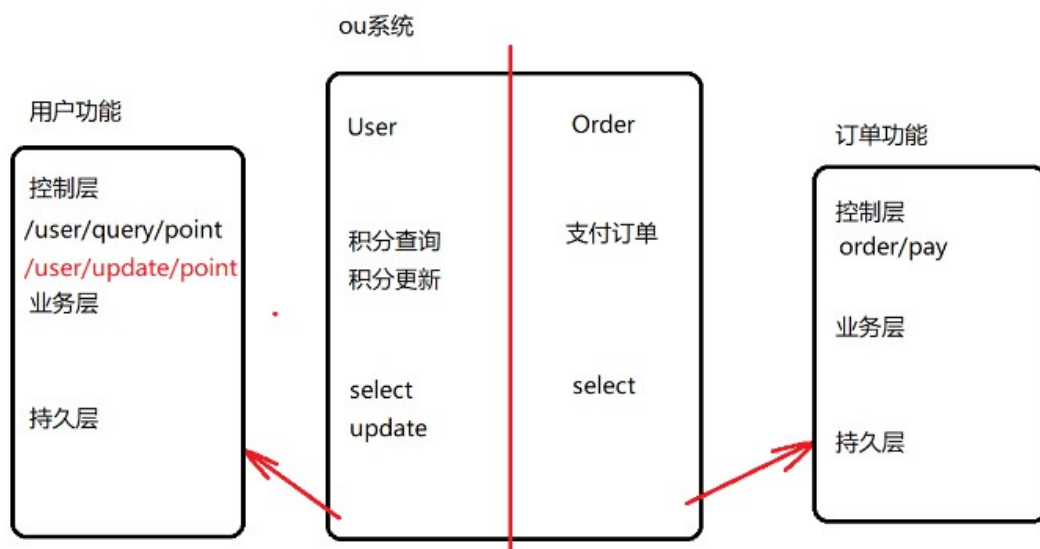 ou系统
用户功能
控制层
/user/query/point
/user/update/point
业务层
持久层
User
积分查询
积分更新
select
update
Order
支付订单
select
订单功能
控制层
order/pay
业务层
持久层